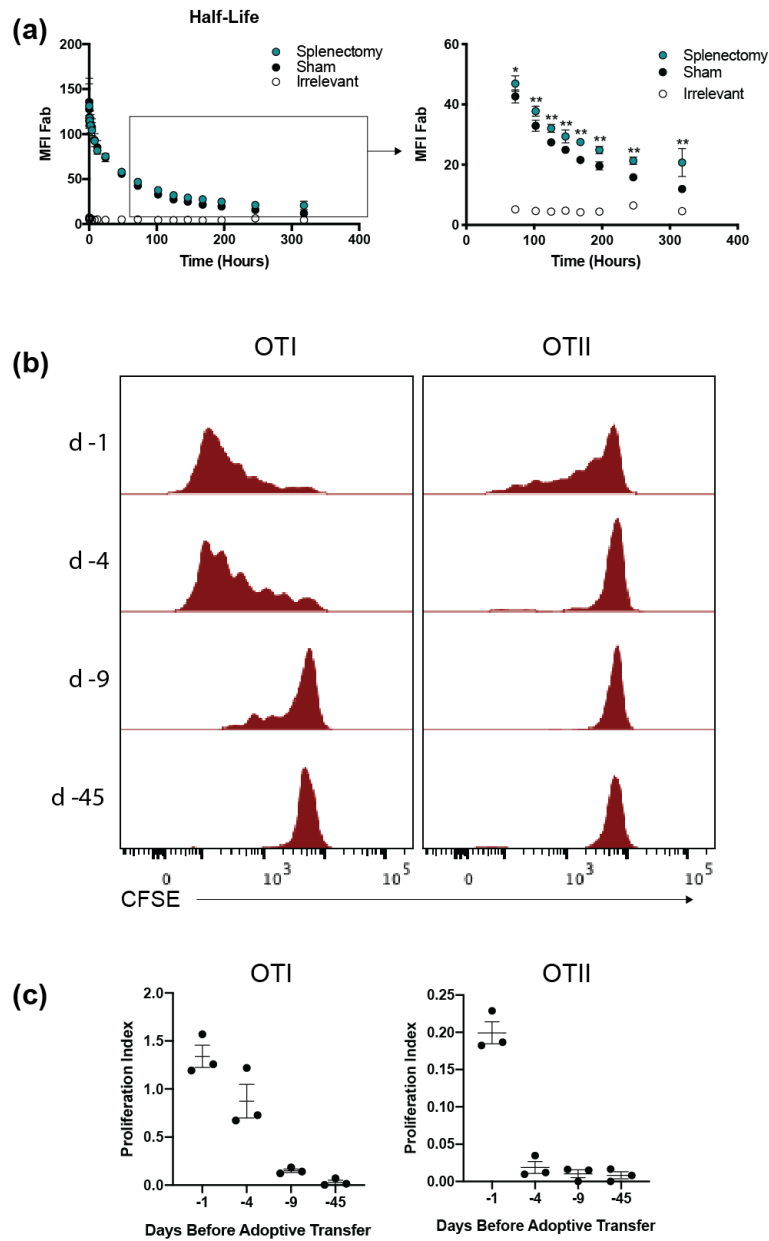 (a)
Half-Life
200
150
100
50
0
MFI Fab
0 100 200 300 400
Time (Hours)
Splenectomy
Sham
Irrelevant
60
40
20
0
MFI Fab
0 100 200 300 400
Time (Hours)
Splenectomy
Sham
Irrelevant
* ** ** ** ** ** ** **
(b)
OTI OTII
d -1
d -4
d -9
d -45
0 10³ 10⁵ 0 10³ 10⁵
CFSE
(c)
OTI
2.0
1.5
1.0
0.5
0.0
Proliferation Index
-1 -4 -9 -45
Days Before Adoptive Transfer
OTII
0.25
0.20
0.15
0.10
0.05
0.00
Proliferation Index
-1 -4 -9 -45
Days Before Adoptive Transfer